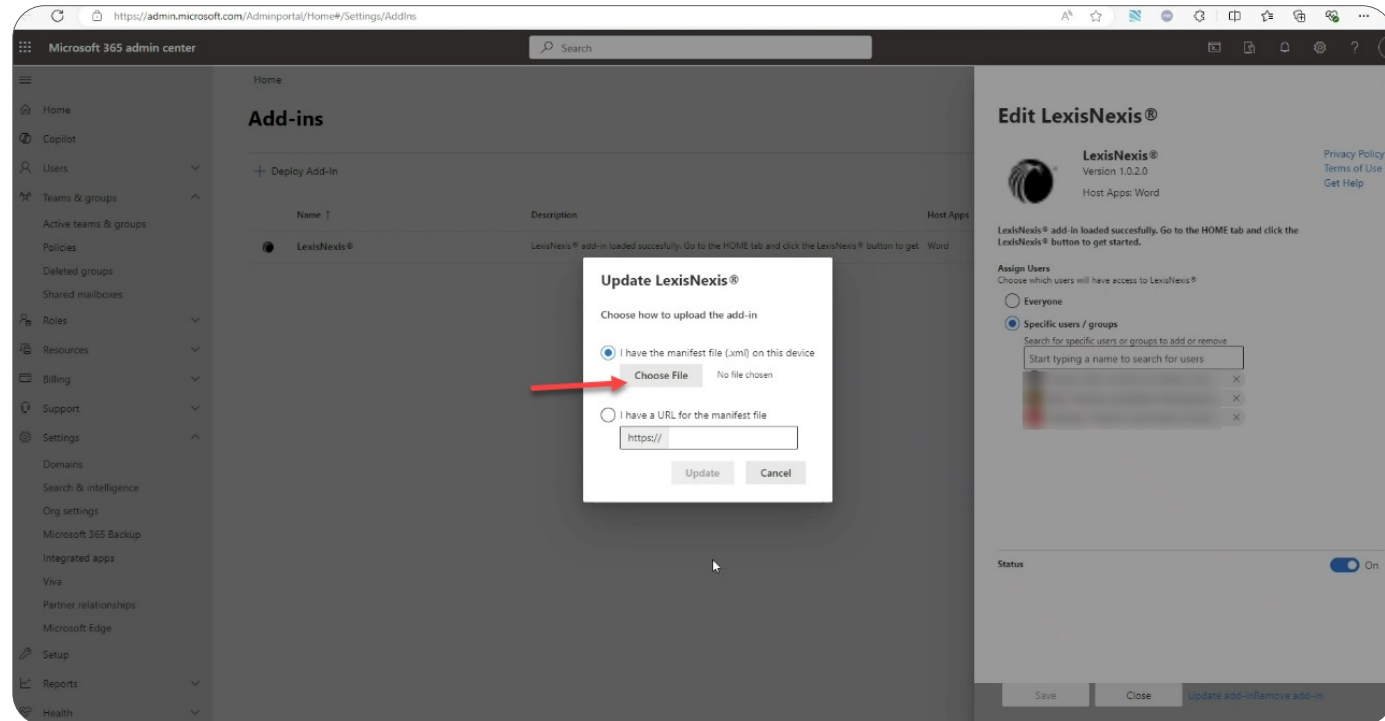 https://admin.microsoft.com/Adminportal/Home#/Settings/AddIns
Microsoft 365 admin center
Search
Home
Copilot
Users
Teams & groups
Active teams & groups
Policies
Deleted groups
Shared mailboxes
Roles
Resources
Billing
Support
Settings
Domains
Search & intelligence
Org settings
Microsoft 365 Backup
Integrated apps
Viva
Partner relationships
Microsoft Edge
Setup
Reports
Health
Home
Add-ins
Deploy Add-In
Name ↑ Description Host Apps
LexisNexis® LexisNexis® add-in loaded succesfully. Go to the HOME tab and click the LexisNexis® button to get Word
Update LexisNexis®
Choose how to upload the add-in
I have the manifest file (.xml) on this device
Choose File No file chosen
I have a URL for the manifest file
https://
Update Cancel
Edit LexisNexis®
LexisNexis®
Version 1.0.2.0
Host Apps: Word
Privacy Policy
Terms of Use
Get Help
LexisNexis® add-in loaded succesfully. Go to the HOME tab and click the
LexisNexis® button to get started.
Assign Users
Choose which users will have access to LexisNexis®
Everyone
Specific users / groups
Search for specific users or groups to add or remove
Start typing a name to search for users
Status On
Save Close Update add-inRemove add-in